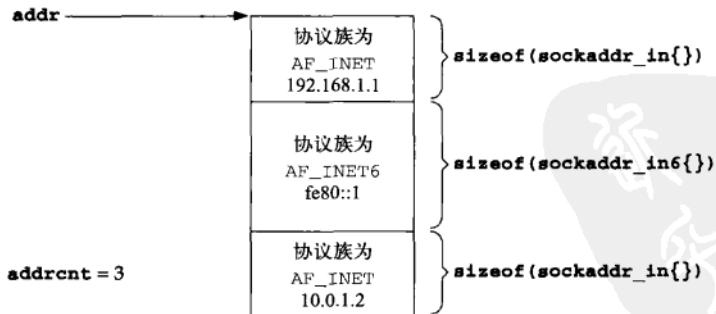 addr
协议族为
AF_INET
192.168.1.1
sizeof(sockaddr_in{})
协议族为
AF_INET6
fe80::1
sizeof(sockaddr_in6{})
协议族为
AF_INET
10.0.1.2
sizeof(sockaddr_in{})
addrcnt = 3